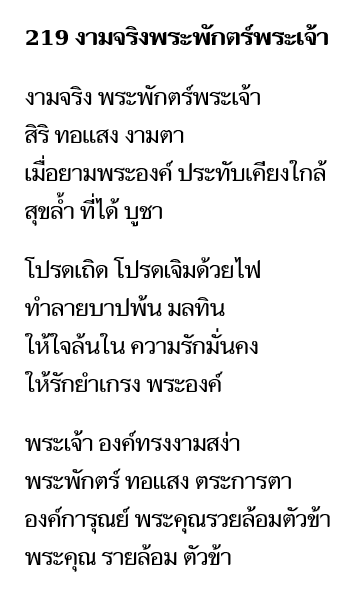 219 งามจริงพระพักตร์พระเจ้า
งามจริง พระพักตร์พระเจ้า
สิริ ทอแสง งามตา
เมื่อยามพระองค์ ประทับเคียงใกล้
สุขล้ำ ที่ได้ บูชา
โปรดเถิด โปรดเจิมด้วยไฟ
ทำลายบาปพ้น มลทิน
ให้ใจล้นใน ความรักมั่นคง
ให้รักยำเกรง พระองค์
พระเจ้า องค์ทรงงามสง่า
พระพักตร์ ทอแสง ตระการตา
องค์การุณย์ พระคุณรวยล้อมตัวข้า
พระคุณ รายล้อม ตัวข้า